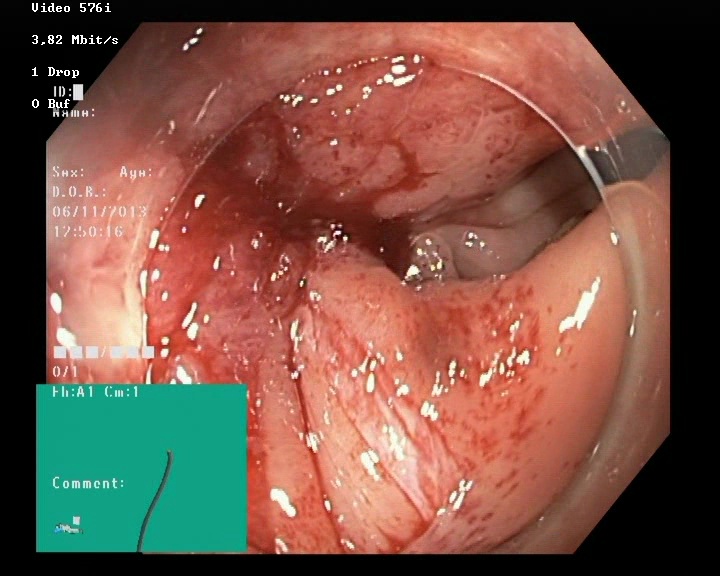 Video 576i
3,82 Mbit/s
1 Drop
ID:
0 Buf
Name:
Sex: Age:
D.O.B.:
06/11/2013
12:50:16
0/1
Eh:A1 Cm:1
Comment: